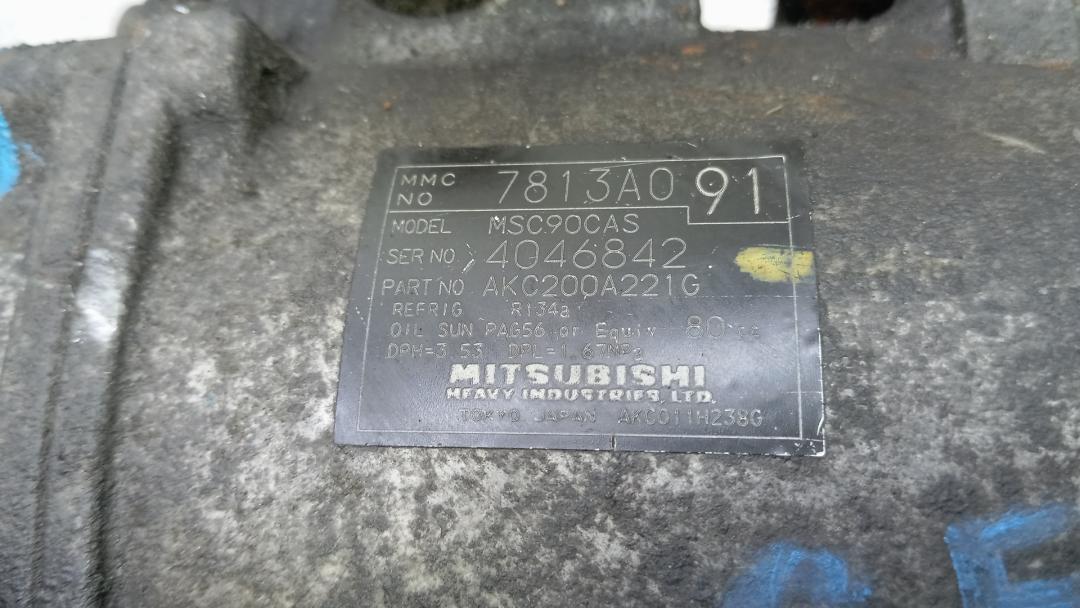 MMC NO 7813A091
MODEL MSC90CAS
SER NO 4046842
PART NO AKC200A221G
REFRIG R134a
OIL SUN PAG56 or Equiv 80 cc
DPH=3.53 DPL=1.67MPa
MITSUBISHI
HEAVY INDUSTRIES, LTD.
TOKYO JAPAN AKC011H238G